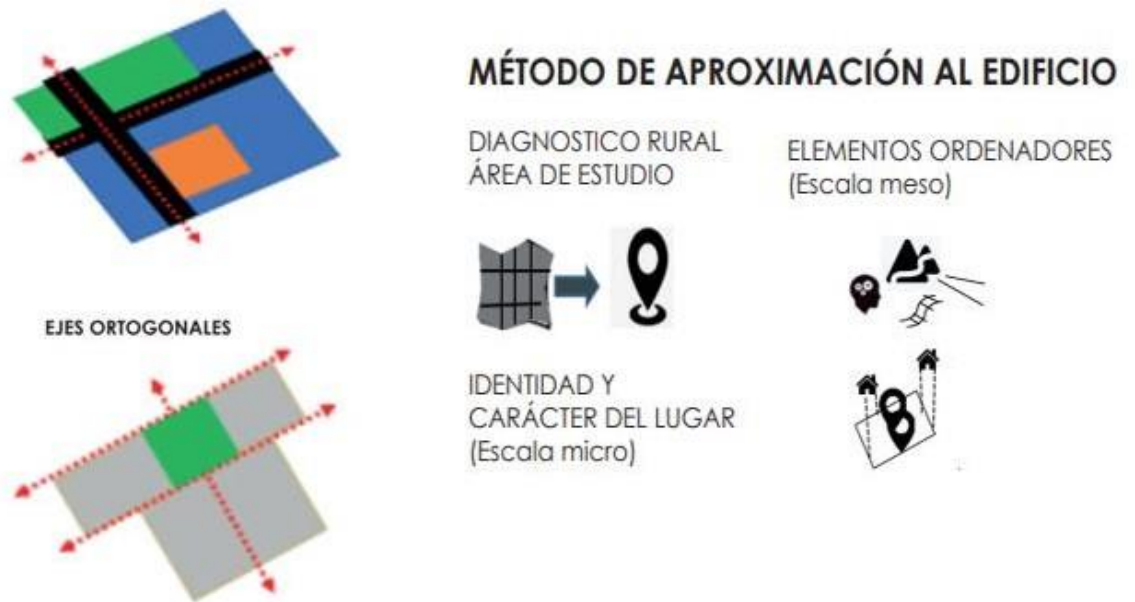 MÉTODO DE APROXIMACIÓN AL EDIFICIO
DIAGNOSTICO RURAL
ÁREA DE ESTUDIO
ELEMENTOS ORDENADORES
(Escala meso)
EJES ORTOGONALES
IDENTIDAD Y
CARÁCTER DEL LUGAR
(Escala micro)